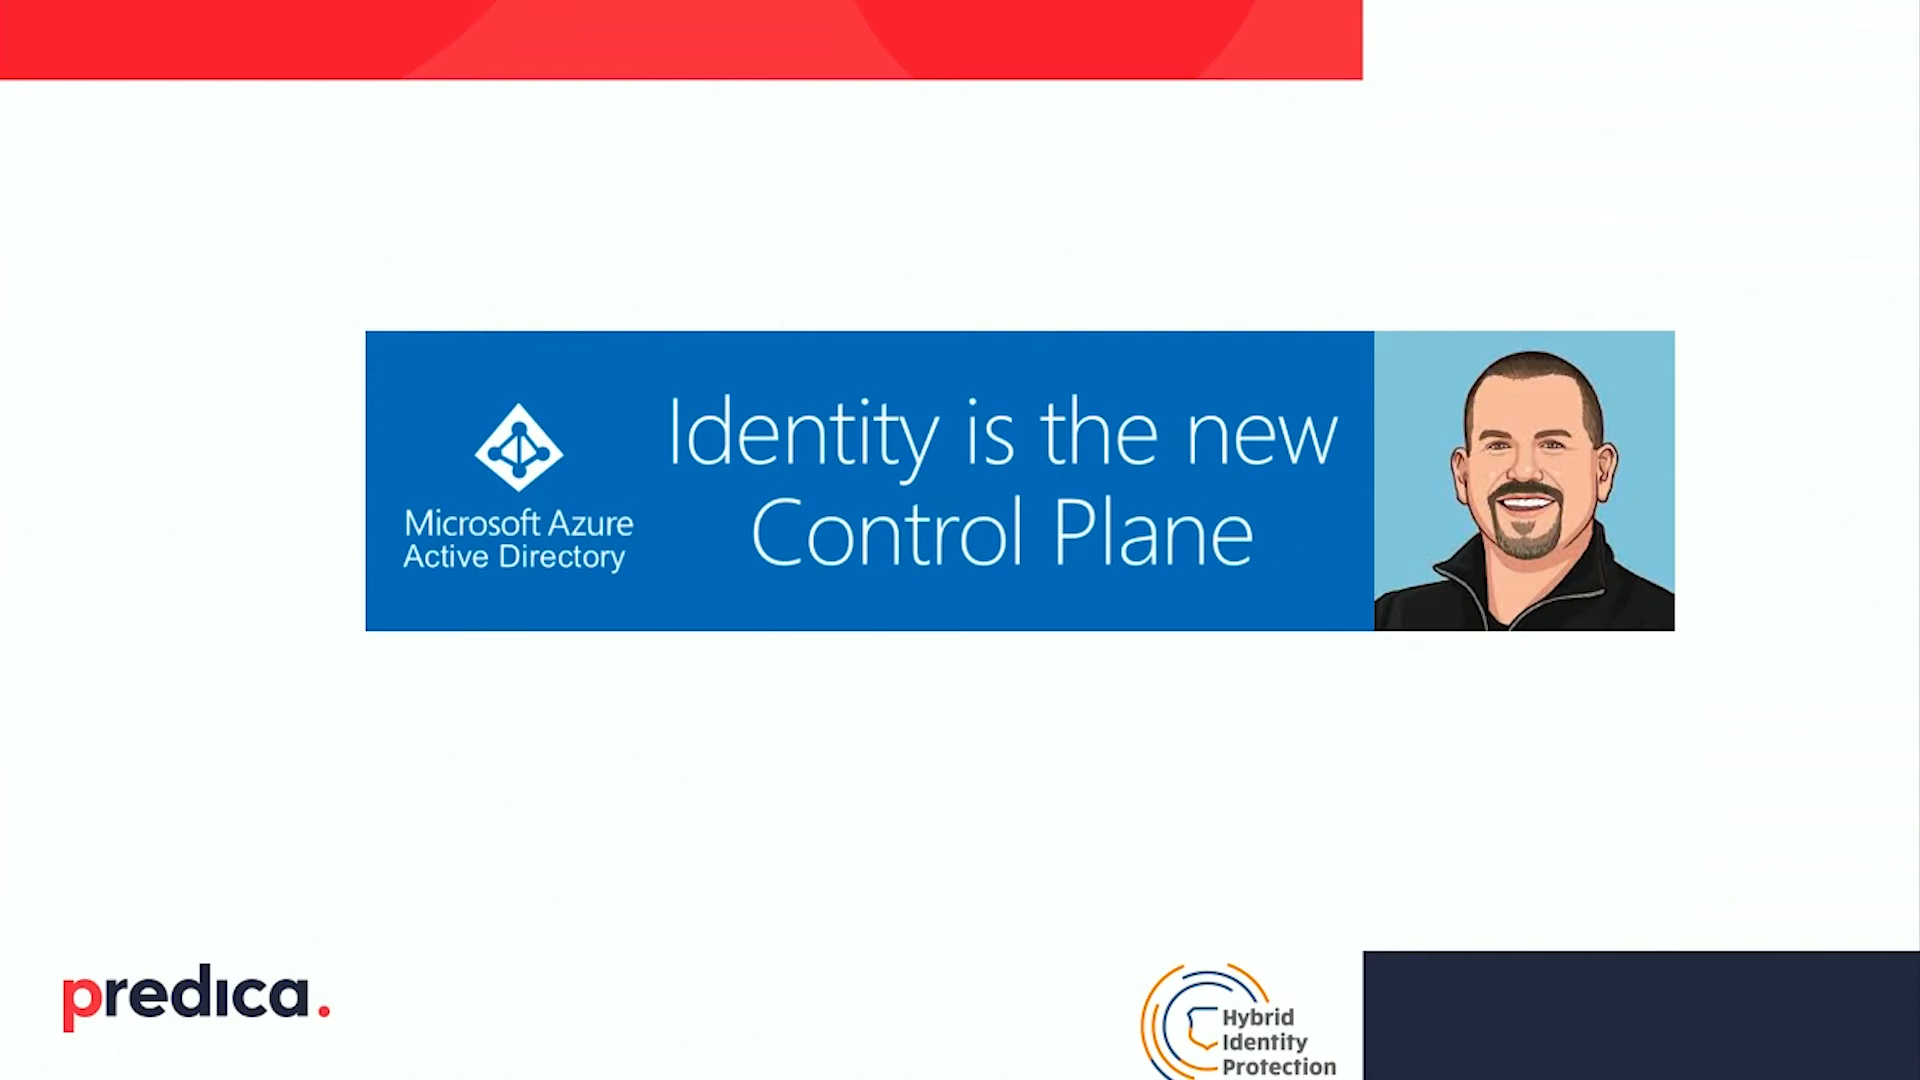 Identity is the new
Control Plane
Microsoft Azure
Active Directory
predica.
Hybrid
Identity
Protection